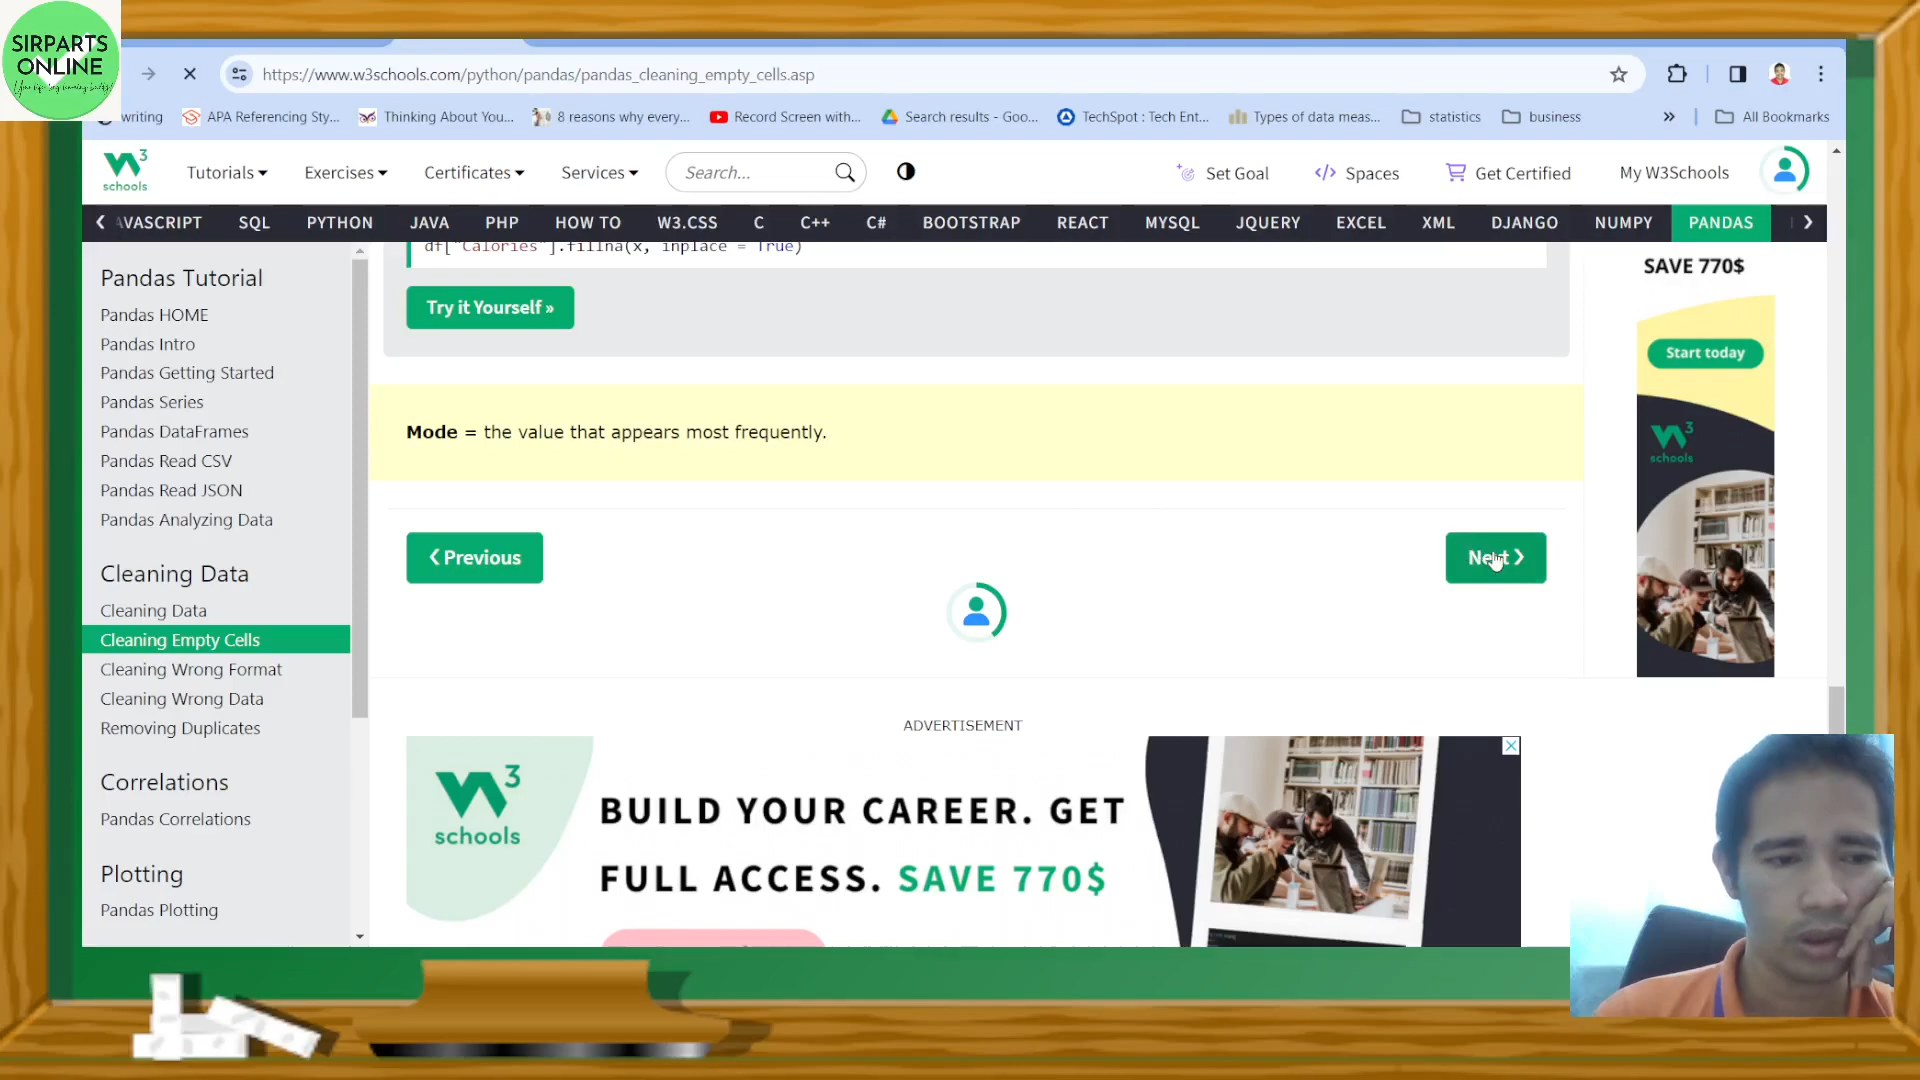 SIRPARTS
ONLINE
https://www.w3schools.com/python/pandas/pandas_cleaning_empty_cells.asp
writing
APA Referencing Sty...
Thinking About You...
8 reasons why every...
Record Screen with...
Search results - Goo...
TechSpot : Tech Ent...
Types of data meas...
statistics
business
»
All Bookmarks
W3 schools
Tutorials
Exercises
Certificates
Services
Search...
Set Goal
Spaces
Get Certified
My W3Schools
AVASCRIPT
SQL
PYTHON
JAVA
PHP
HOW TO
W3.CSS
C
C++
C#
BOOTSTRAP
REACT
MYSQL
JQUERY
EXCEL
XML
DJANGO
NUMPY
PANDAS
Pandas Tutorial
Pandas HOME
Pandas Intro
Pandas Getting Started
Pandas Series
Pandas DataFrames
Pandas Read CSV
Pandas Read JSON
Pandas Analyzing Data
Cleaning Data
Cleaning Data
Cleaning Empty Cells
Cleaning Wrong Format
Cleaning Wrong Data
Removing Duplicates
Correlations
Pandas Correlations
Plotting
Pandas Plotting
df["Calories"].fillna(x, inplace = True)
Try it Yourself »
Mode = the value that appears most frequently.
❮ Previous
Next ❯
ADVERTISEMENT
W3 schools
BUILD YOUR CAREER. GET
FULL ACCESS. SAVE 770$
SAVE 770$
Start today
W3 schools